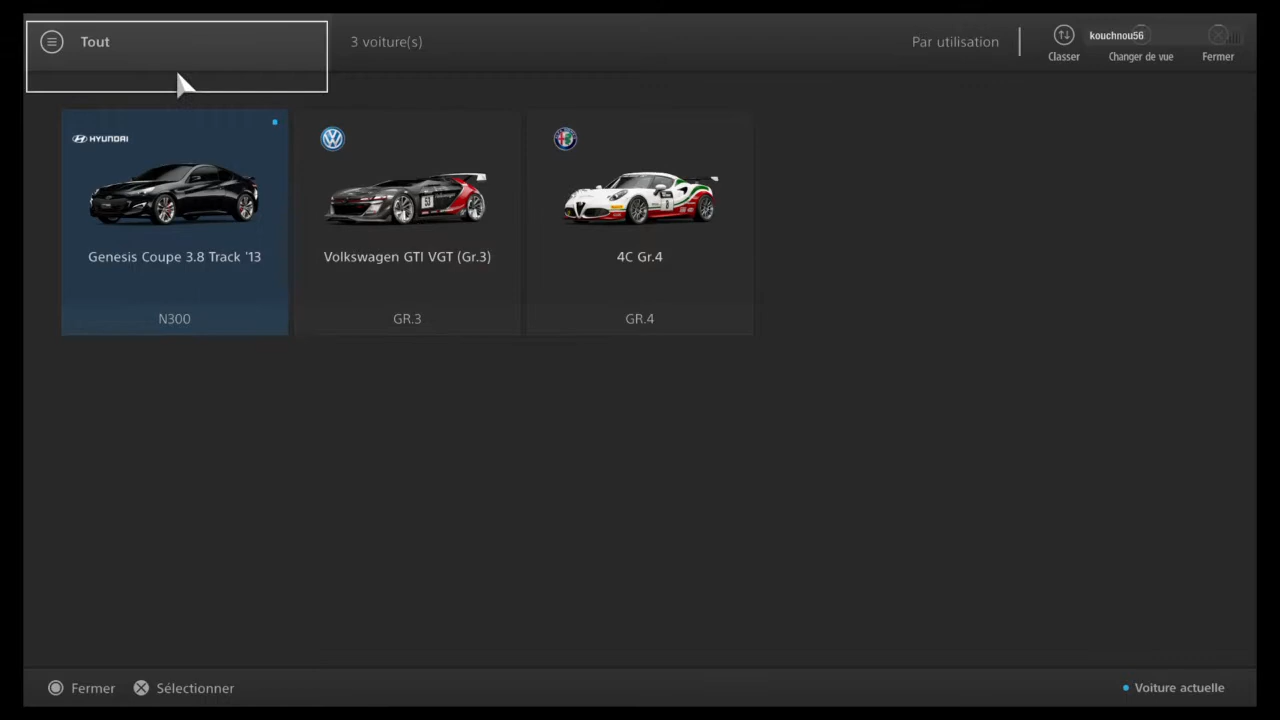 Tout
3 voiture(s)
Par utilisation
kouchnou56
Classer
Changer de vue
Fermer
HYUNDAI
Genesis Coupe 3.8 Track '13
Volkswagen GTI VGT (Gr.3)
4C Gr.4
N300
GR.3
GR.4
Fermer
Sélectionner
Voiture actuelle